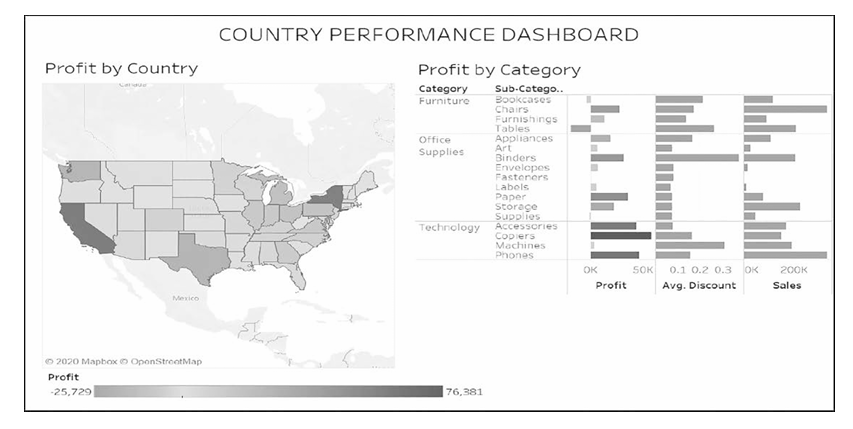 COUNTRY PERFORMANCE DASHBOARD
Profit by Country
Canada
Mexico
© 2020 Mapbox © OpenStreetMap
Profit
-25,729 76,381
Profit by Category
Category Sub-Catego..
Furniture Bookcases
Chairs
Furnishings
Tables
Office Supplies Appliances
Art
Binders
Envelopes
Fasteners
Labels
Paper
Storage
Supplies
Technology Accessories
Copiers
Machines
Phones
0K 50K 0.1 0.2 0.3 0K 200K
Profit Avg. Discount Sales